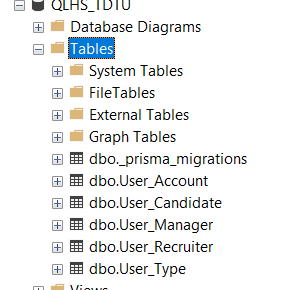 QLHS_TDTU
Database Diagrams
Tables
System Tables
FileTables
External Tables
Graph Tables
dbo._prisma_migrations
dbo.User_Account
dbo.User_Candidate
dbo.User_Manager
dbo.User_Recruiter
dbo.User_Type
Views